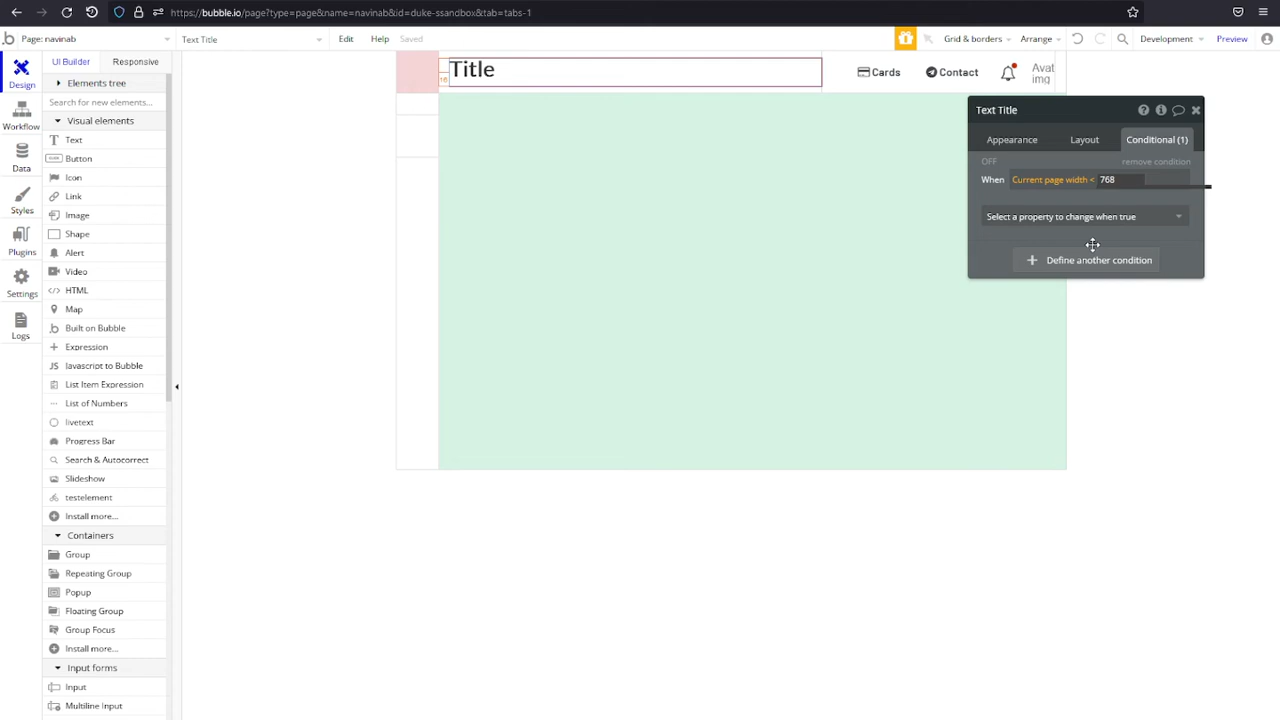 https://bubble.io/page?type=page&name=navinab&id=duke-ssandbox&tab=tabs-1
Page: navinab
Text Title
Edit
Help
Saved
Grid & borders
Arrange
Development
Preview
Design
Workflow
Data
Styles
Plugins
Settings
Logs
UI Builder
Responsive
Elements tree
Search for new elements...
Visual elements
Text
Button
Icon
Link
Image
Shape
Alert
Video
HTML
Map
Built on Bubble
Expression
Javascript to Bubble
List Item Expression
List of Numbers
livetext
Progress Bar
Search & Autocorrect
Slideshow
testelement
Install more...
Containers
Group
Repeating Group
Popup
Floating Group
Group Focus
Install more...
Input forms
Input
Multiline Input
16
Title
Cards
Contact
Avat
img
Text Title
Appearance
Layout
Conditional (1)
OFF
remove condition
When Current page width < 768
Select a property to change when true
Define another condition